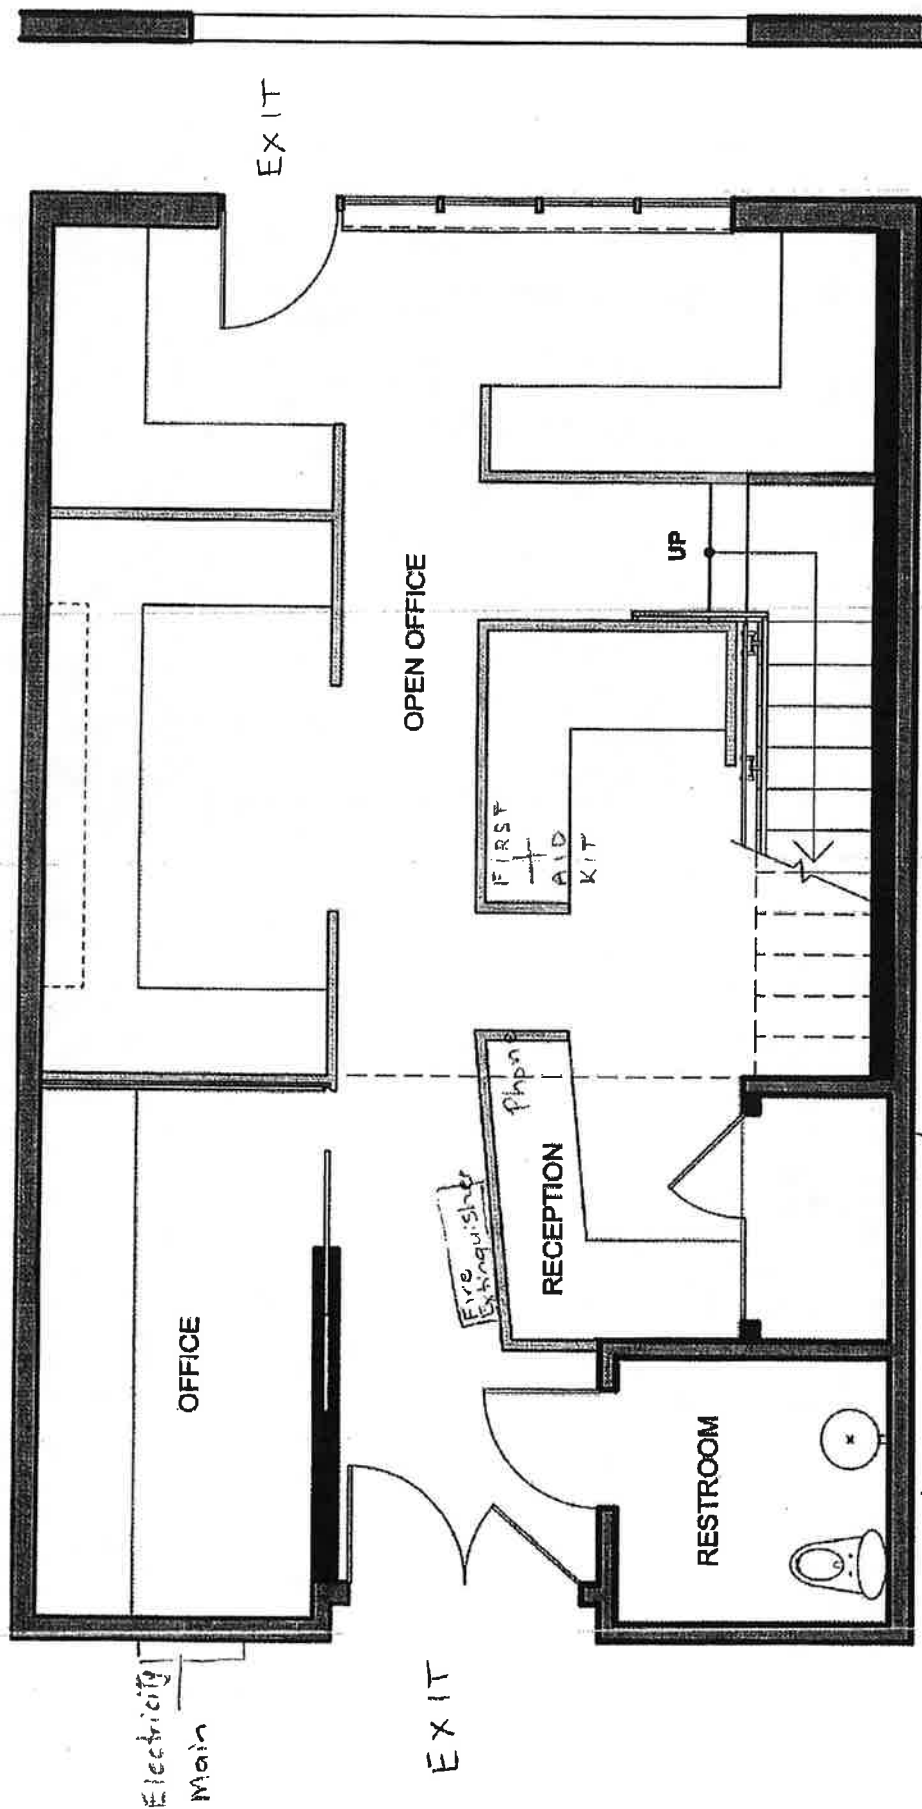 EXIT
UP
OPEN OFFICE
FIRST
AID
KIT
Phone
Fire
Extinguisher
RECEPTION
OFFICE
RESTROOM
Electricity
Main
EXIT